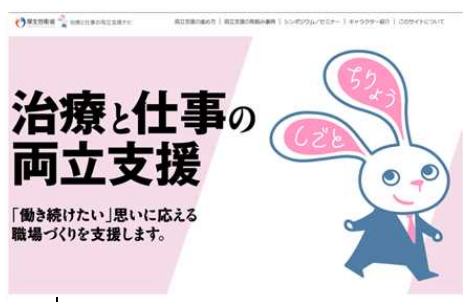 厚生労働省 治療と仕事の両立支援ナビ
両立支援の進め方 | 両立支援の取組み事例 | シンポジウム/セミナー | キャラクター紹介 | このサイトについて
ちりょう
しごと
治療と仕事の
両立支援
「働き続けたい」思いに応える
職場づくりを支援します。